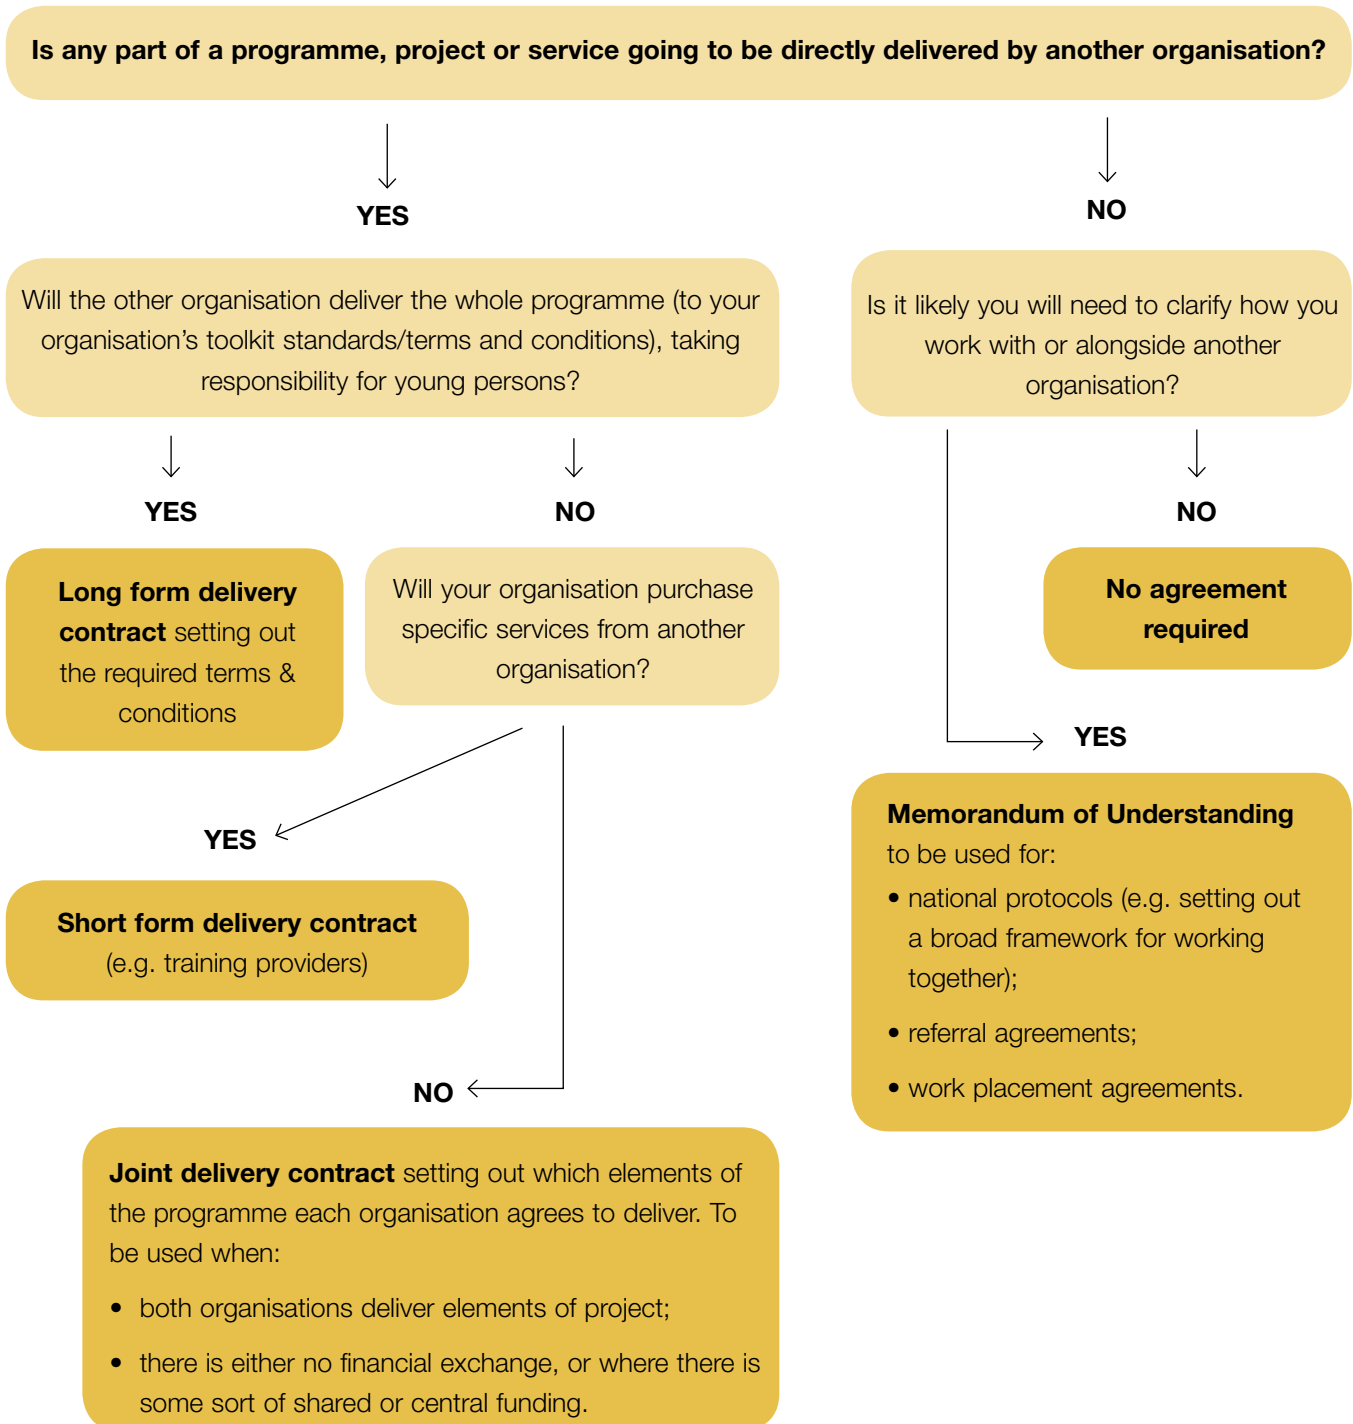 Is any part of a programme, project or service going to be directly delivered by another organisation?
YES
NO
Will the other organisation deliver the whole programme (to your
organisation’s toolkit standards/terms and conditions), taking
responsibility for young persons?
Is it likely you will need to clarify how you
work with or alongside another
organisation?
YES
NO
NO
Long form delivery
contract setting out
the required terms &
conditions
Will your organisation purchase
specific services from another
organisation?
No agreement
required
YES
YES
Short form delivery contract
(e.g. training providers)
Memorandum of Understanding
to be used for:
• national protocols (e.g. setting out
a broad framework for working
together);
• referral agreements;
• work placement agreements.
NO
Joint delivery contract setting out which elements of
the programme each organisation agrees to deliver. To
be used when:
• both organisations deliver elements of project;
• there is either no financial exchange, or where there is
some sort of shared or central funding.